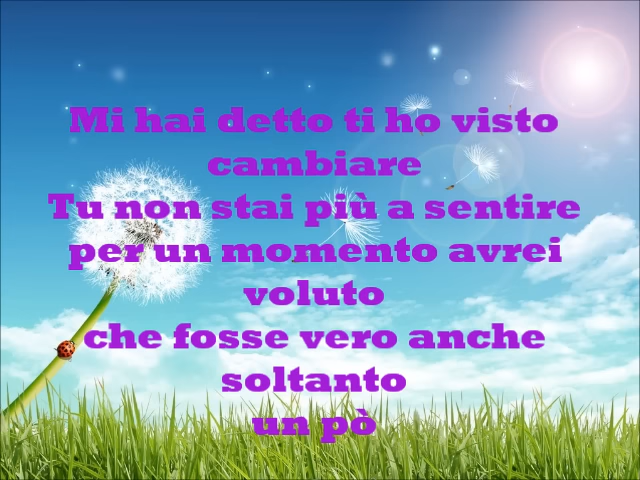 Mi hai detto ti ho visto
cambiare
Tu non stai più a sentire
per un momento avrei
voluto
che fosse vero anche
soltanto
un pò